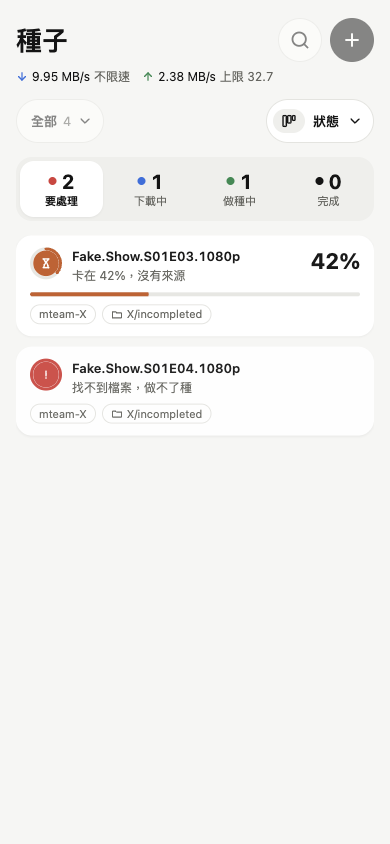 種子
9.95 MB/s 不限速 2.38 MB/s 上限 32.7
全部 4 狀態
2 1 1 0
要處理 下載中 做種中 完成
Fake.Show.S01E03.1080p 42%
卡在 42%，沒有來源
mteam-X X/incompleted
Fake.Show.S01E04.1080p
找不到檔案，做不了種
mteam-X X/incompleted